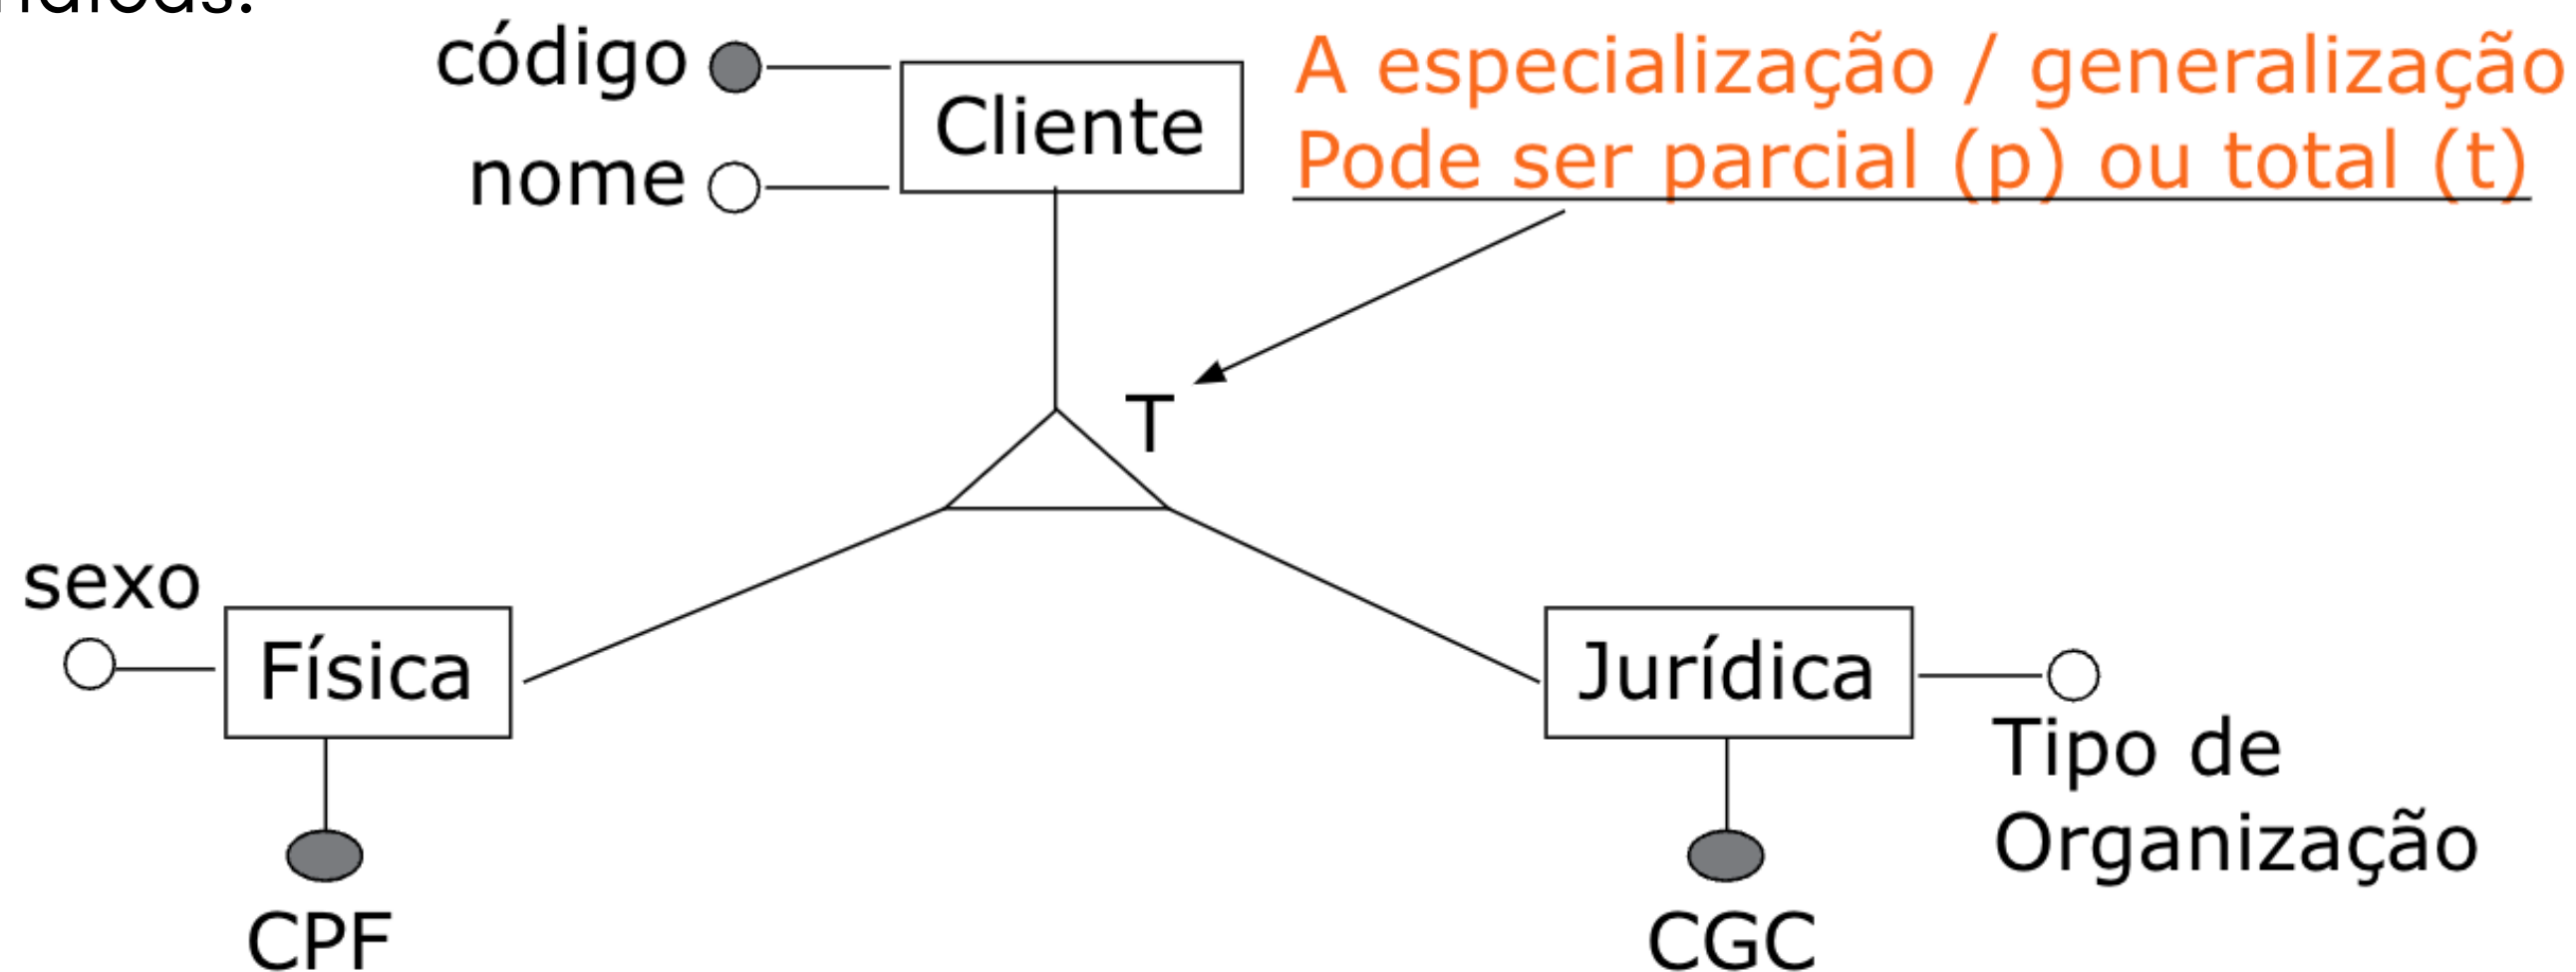 código
nome
Cliente
A especialização / generalização
Pode ser parcial (p) ou total (t)
T
sexo
Física
Jurídica
Tipo de
Organização
CPF
CGC